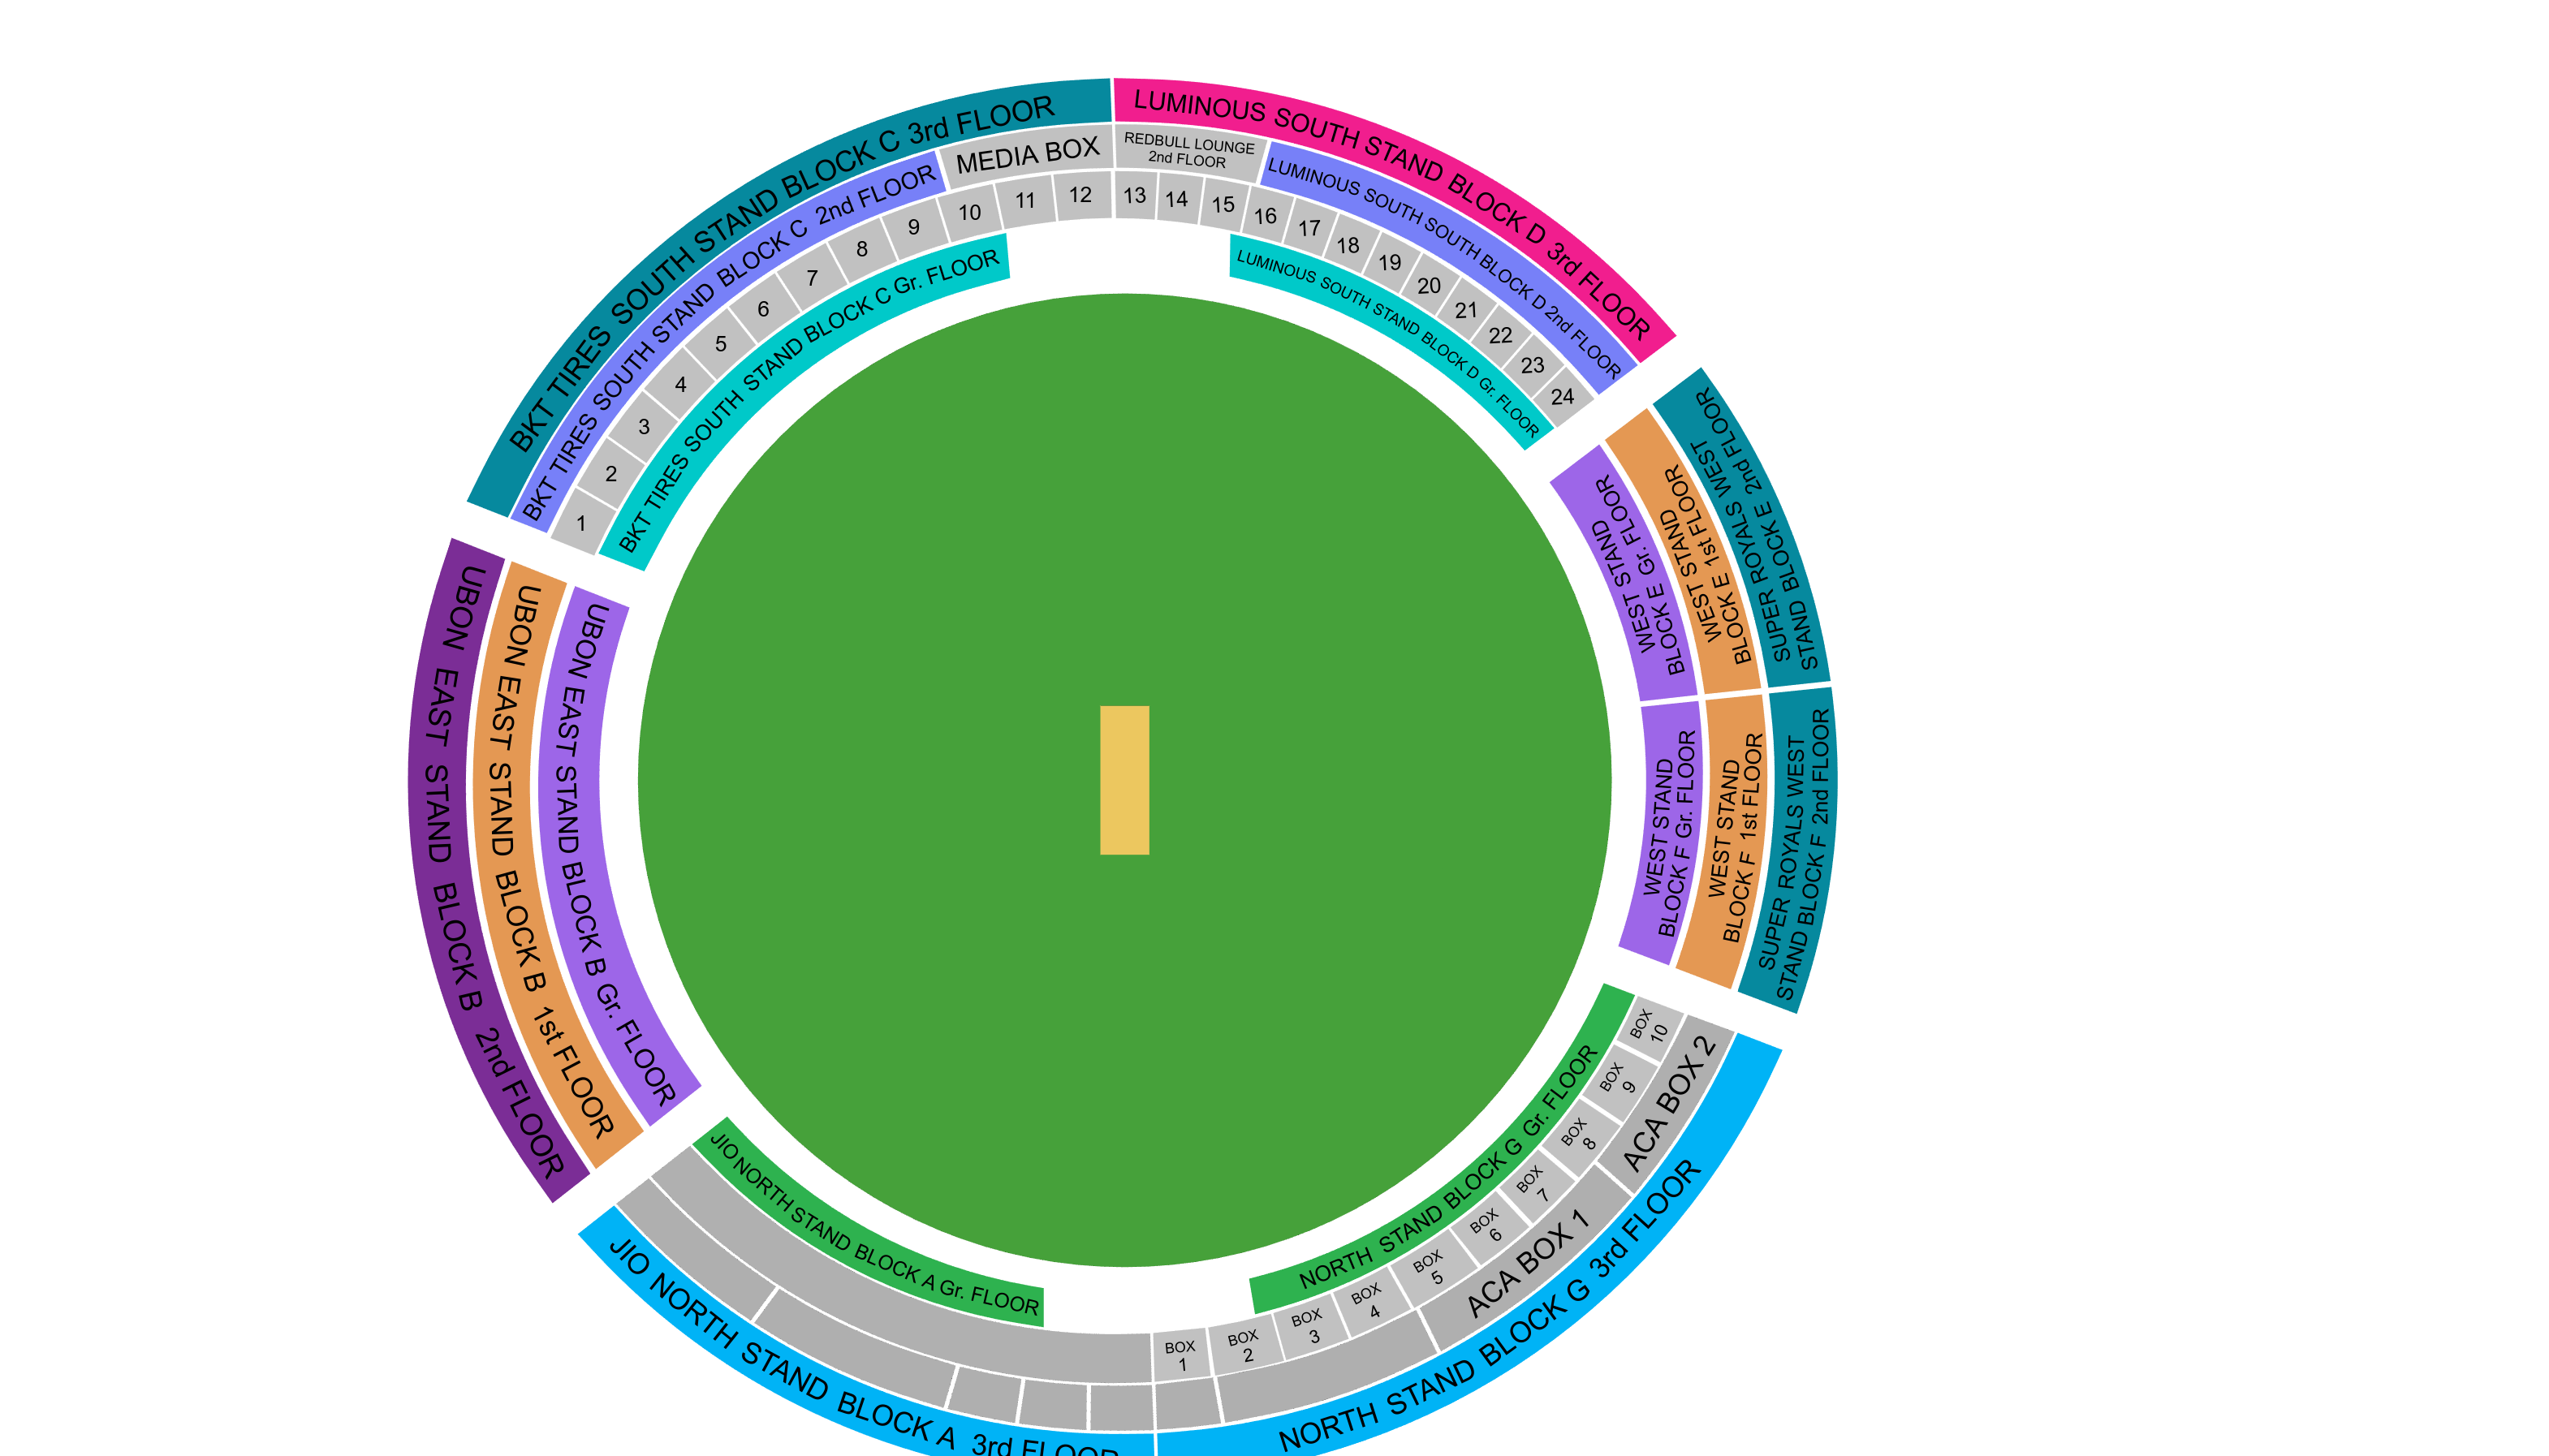 BKT TIRES SOUTH STAND BLOCK C 3rd FLOOR
LUMINOUS SOUTH STAND BLOCK D 3rd FLOOR
BKT TIRES SOUTH STAND BLOCK C 2nd FLOOR
MEDIA BOX
REDBULL LOUNGE
2nd FLOOR
LUMINOUS SOUTH SOUTH BLOCK D 2nd FLOOR
1
2
3
4
5
6
7
8
9
10
11
12
13
14
15
16
17
18
19
20
21
22
23
24
BKT TIRES SOUTH STAND BLOCK C Gr. FLOOR
LUMINOUS SOUTH STAND BLOCK D Gr. FLOOR
WEST STAND
BLOCK E Gr. FLOOR
WEST STAND
BLOCK E 1st FLOOR
SUPER ROYALS WEST
STAND BLOCK E 2nd FLOOR
WEST STAND
BLOCK F Gr. FLOOR
WEST STAND
BLOCK F 1st FLOOR
SUPER ROYALS WEST
STAND BLOCK F 2nd FLOOR
UBON EAST STAND BLOCK B 2nd FLOOR
UBON EAST STAND BLOCK B 1st FLOOR
UBON EAST STAND BLOCK B Gr. FLOOR
JIO NORTH STAND BLOCK A Gr. FLOOR
JIO NORTH STAND BLOCK A 3rd FLOOR
NORTH STAND BLOCK G Gr. FLOOR
BOX
1
BOX
2
BOX
3
BOX
4
BOX
5
BOX
6
BOX
7
BOX
8
BOX
9
BOX
10
ACA BOX 1
ACA BOX 2
NORTH STAND BLOCK G 3rd FLOOR